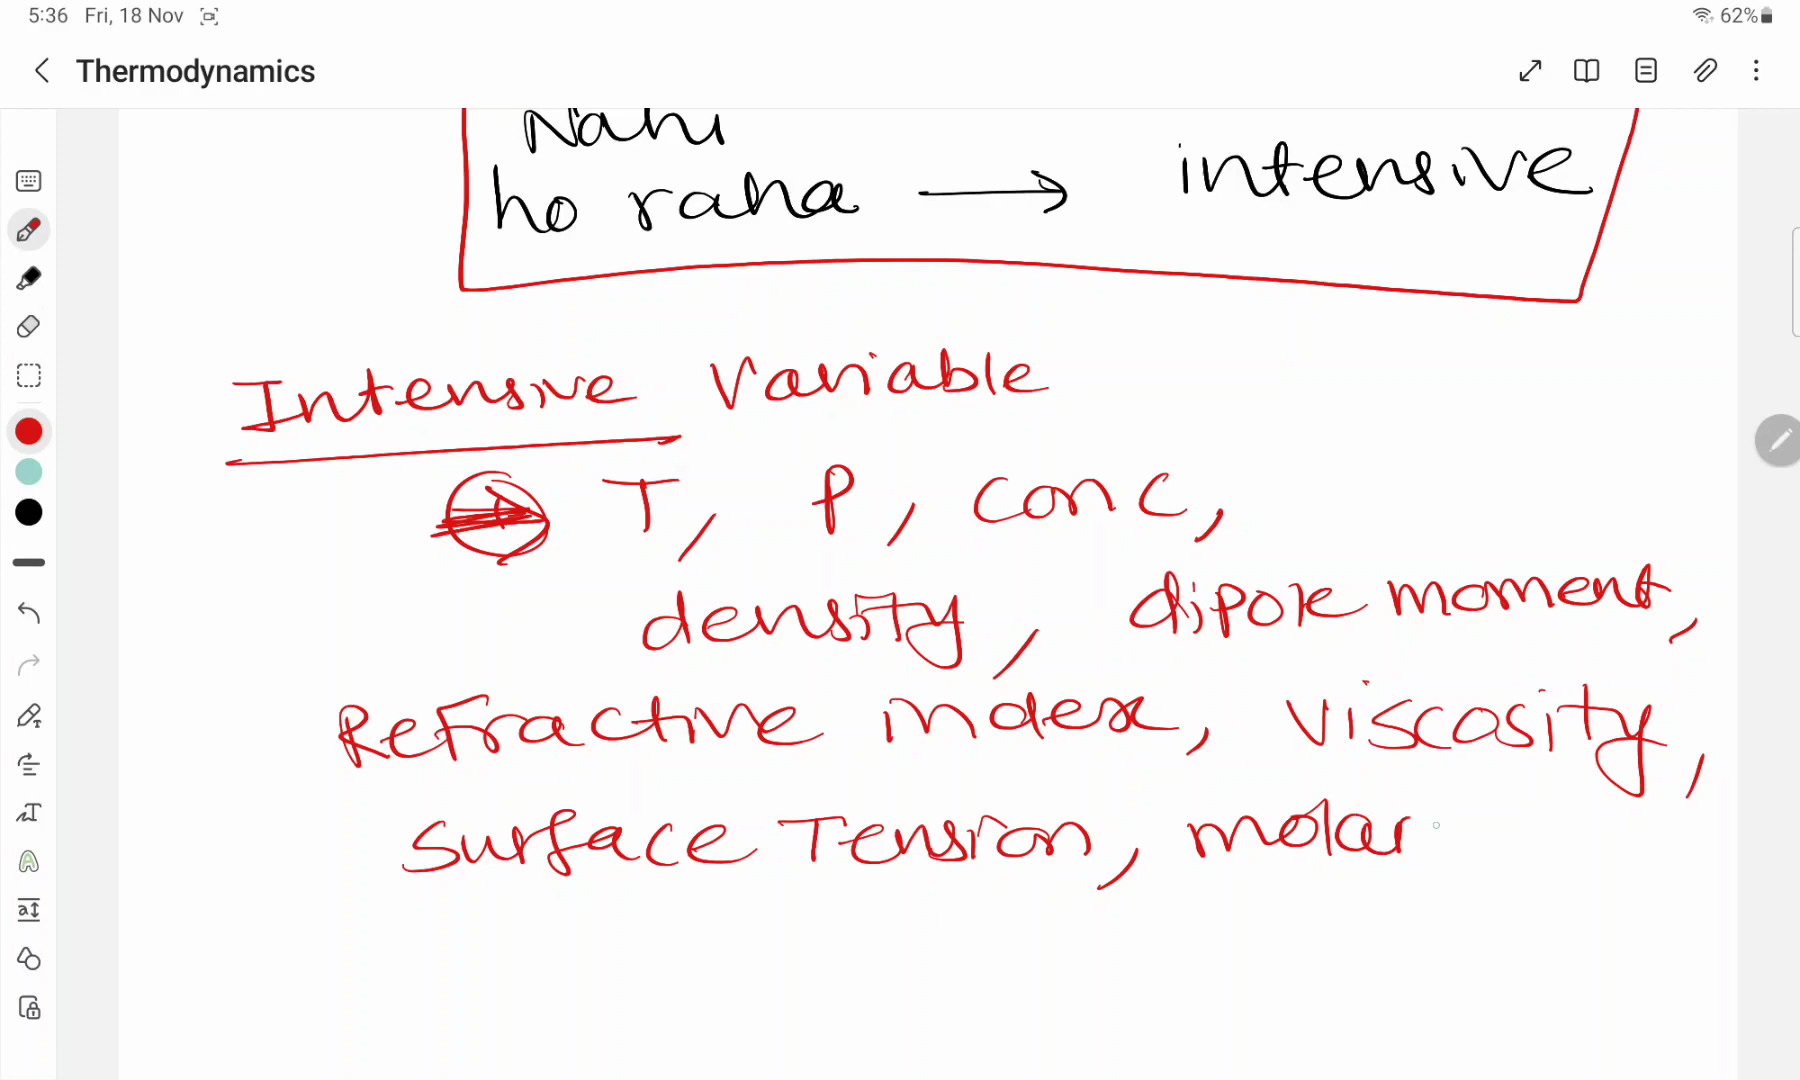 5:36 Fri, 18 Nov 62%
Thermodynamics
Nahi
ho raha → intensive
Intensive Variable
T, P, conc,
density, dipole moment,
Refractive index, viscosity,
surface Tension, molar